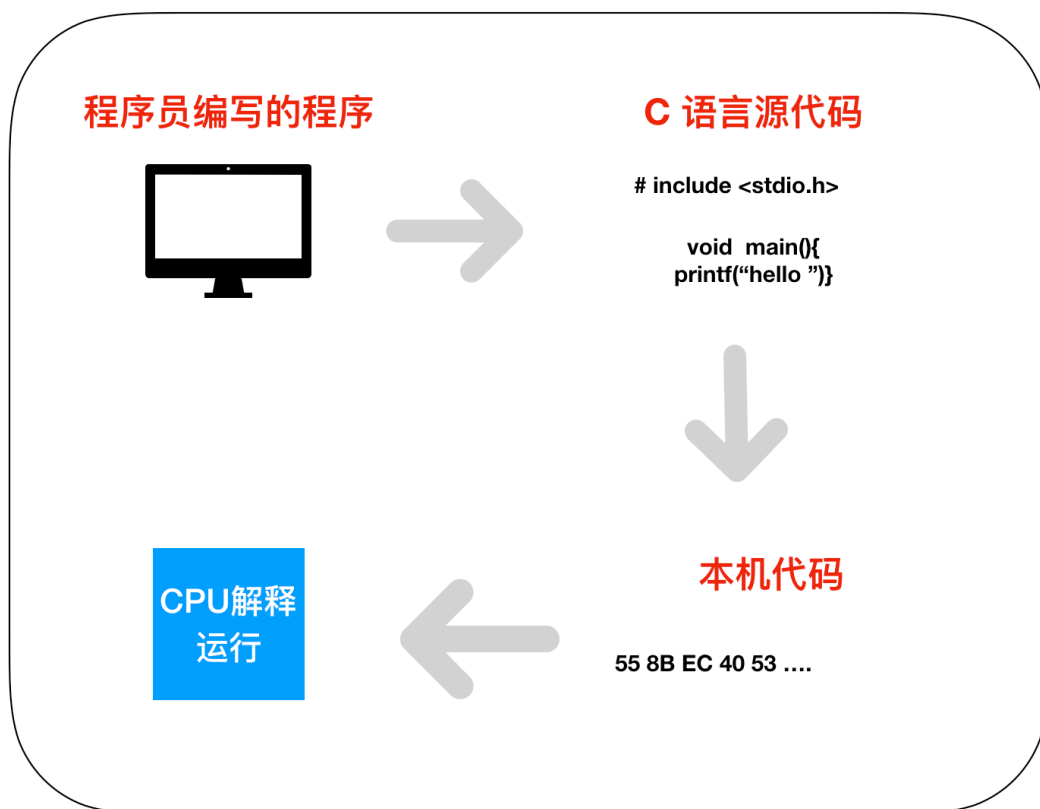 程序员编写的程序
C 语言源代码
# include <stdio.h>
void main(){
printf(“hello ”)}
本机代码
55 8B EC 40 53 ….
CPU解释
运行